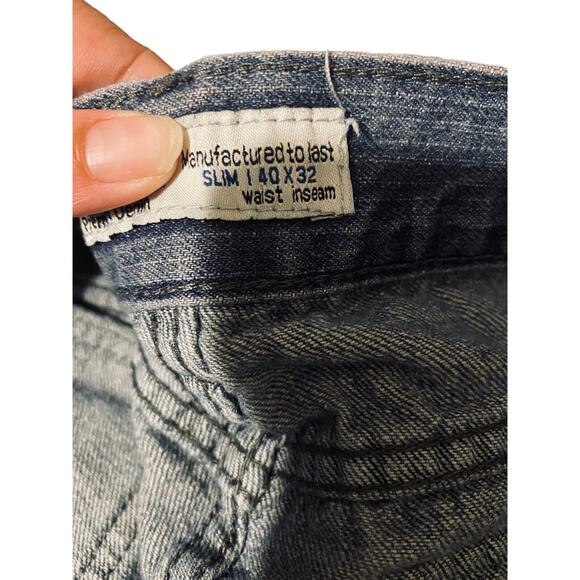 Manufactured to last
SLIM | 40 X 32
waist inseam